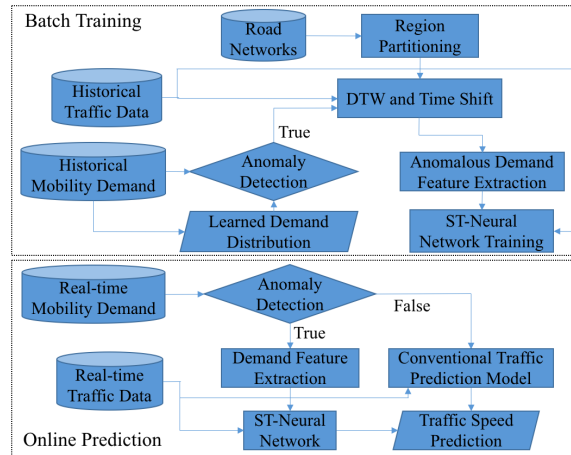 Batch Training
Road
Networks
Region
Partitioning
Historical
Traffic Data
DTW and Time Shift
True
Historical
Mobility Demand
Anomaly
Detection
Anomalous Demand
Feature Extraction
Learned Demand
Distribution
ST-Neural
Network Training
Real-time
Mobility Demand
Anomaly
Detection
False
True
Demand Feature
Extraction
Conventional Traffic
Prediction Model
Real-time
Traffic Data
ST-Neural
Network
Traffic Speed
Prediction
Online Prediction